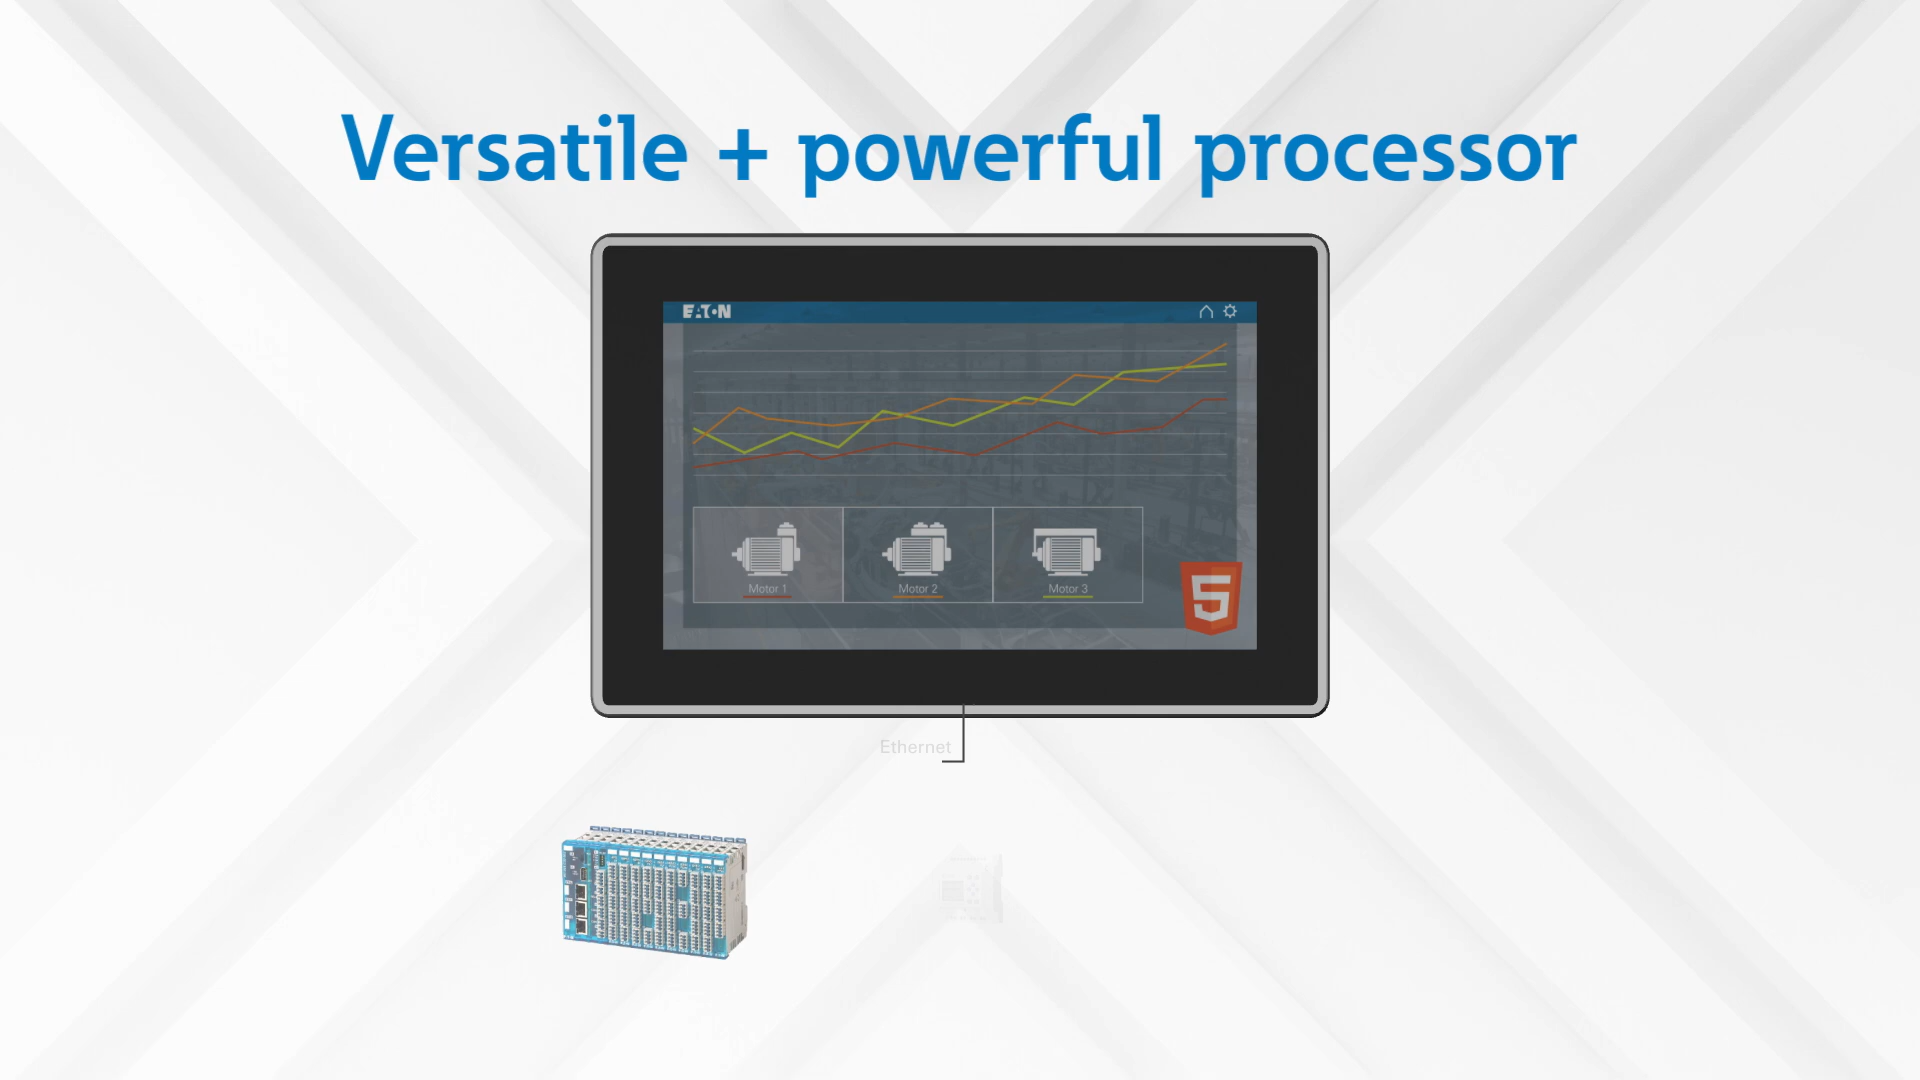 Versatile + powerful processor
EATON
Motor 1
Motor 2
Motor 3
5
Ethernet